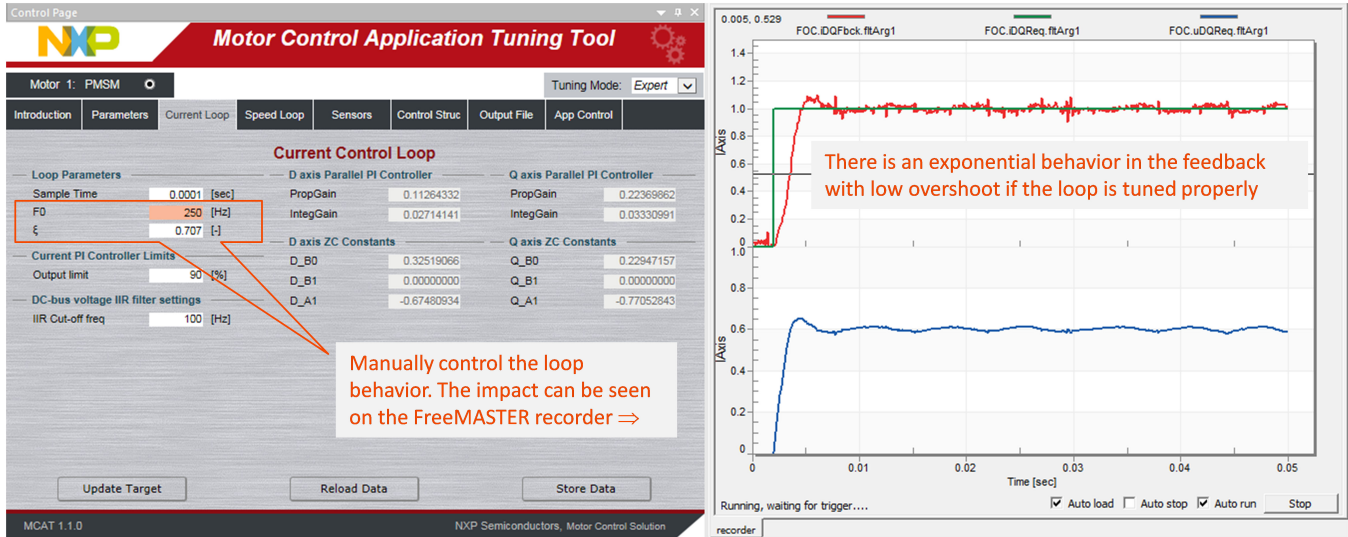 Control Page
NXP
Motor Control Application Tuning Tool
Motor 1: PMSM
Tuning Mode: Expert
Introduction Parameters Current Loop Speed Loop Sensors Control Struc Output File App Control
Current Control Loop
Loop Parameters
Sample Time 0.0001 [sec]
F0 250 [Hz]
ξ 0.707 [-]
Current PI Controller Limits
Output limit 90 [%]
DC-bus voltage IIR filter settings
IIR Cut-off freq 100 [Hz]
D axis Parallel PI Controller
PropGain 0.11264332
IntegGain 0.02714141
D axis ZC Constants
D_B0 0.32519066
D_B1 0.00000000
D_A1 -0.67480934
Q axis Parallel PI Controller
PropGain 0.22369862
IntegGain 0.03330991
Q axis ZC Constants
Q_B0 0.22947157
Q_B1 0.00000000
Q_A1 -0.77052843
Manually control the loop
behavior. The impact can be seen
on the FreeMASTER recorder ⇒
Update Target Reload Data Store Data
MCAT 1.1.0
NXP Semiconductors, Motor Control Solution
0.005, 0.529
FOC.iDQFbck.fltArg1 FOC.iDQReq.fltArg1 FOC.uDQReq.fltArg1
1.4
1.2
1.0
0.8
0.6
0.4
0.2
0
IAxis
There is an exponential behavior in the feedback
with low overshoot if the loop is tuned properly
1.0
0.8
0.6
0.4
0.2
0
IAxis
0 0.01 0.02 0.03 0.04 0.05
Time [sec]
Running, waiting for trigger....
Auto load Auto stop Auto run Stop
recorder